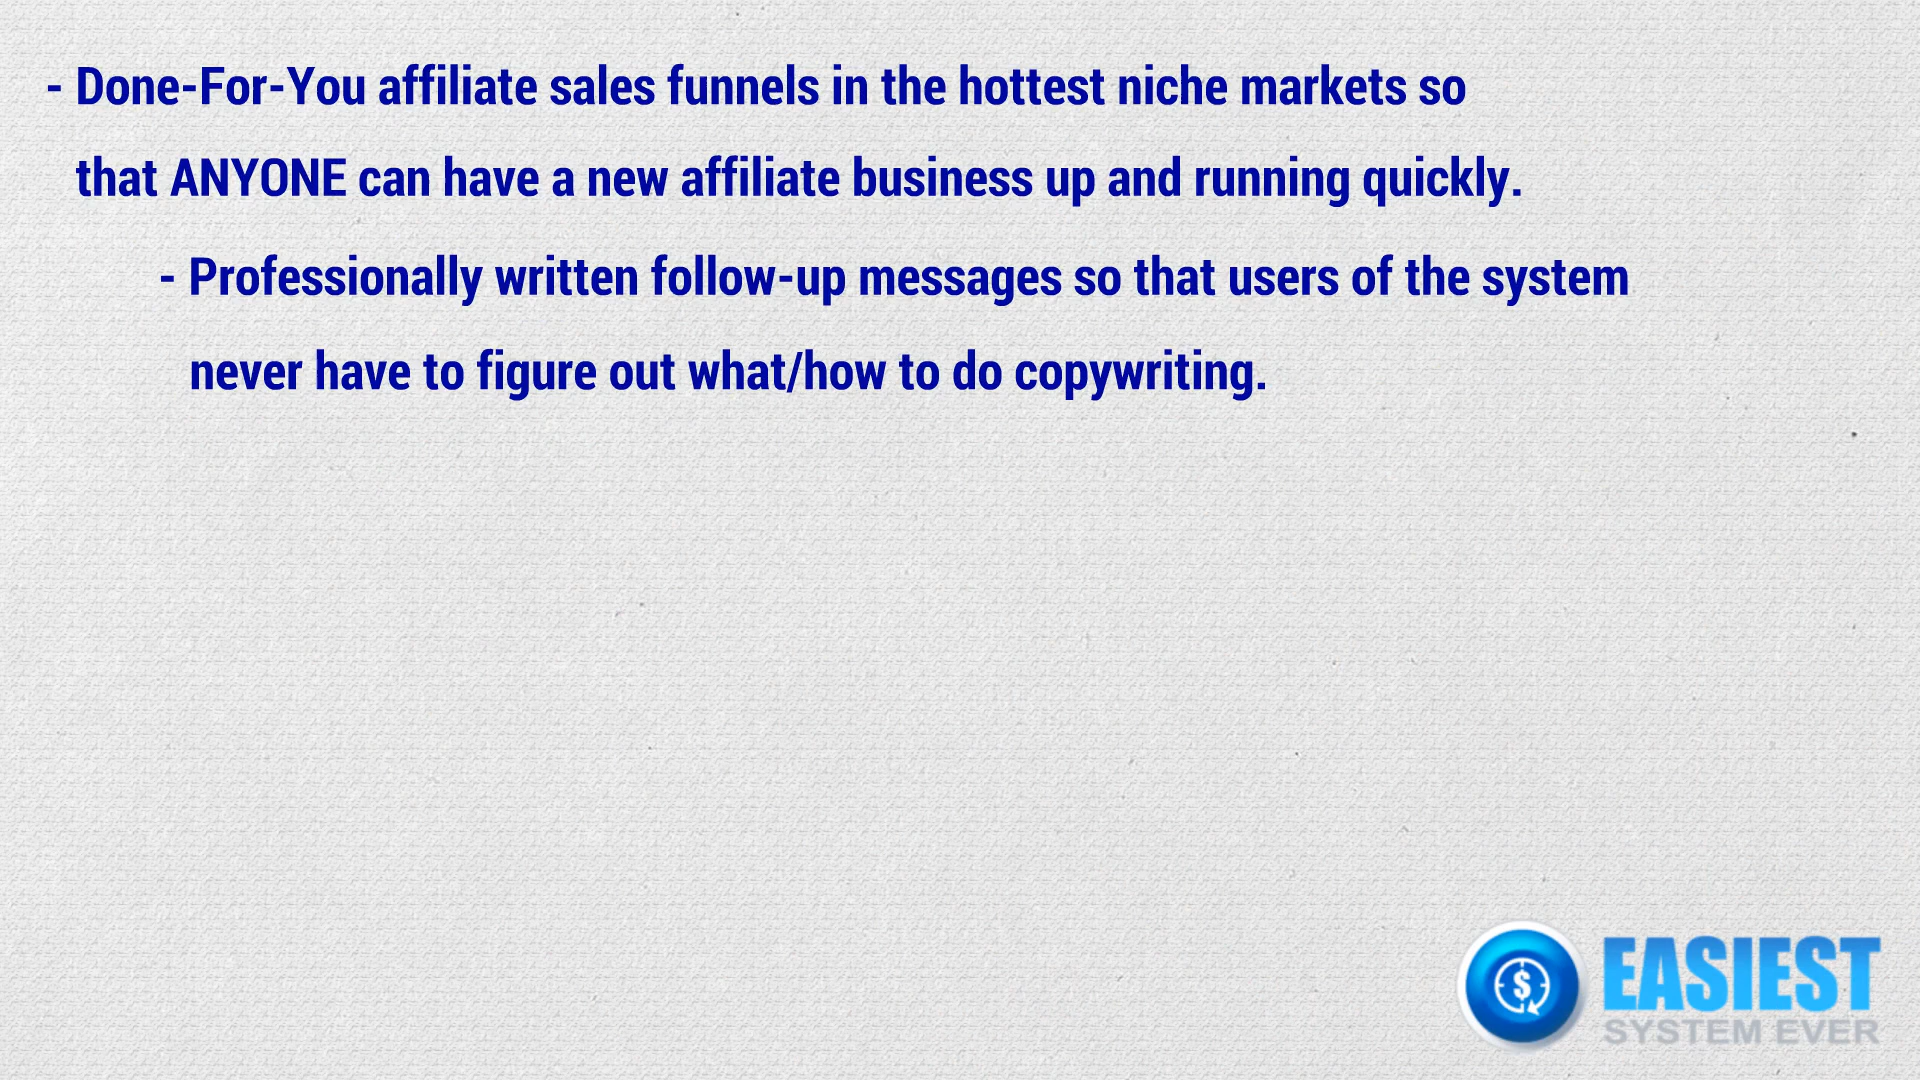 - Done-For-You affiliate sales funnels in the hottest niche markets so
that ANYONE can have a new affiliate business up and running quickly.
- Professionally written follow-up messages so that users of the system
never have to figure out what/how to do copywriting.
$
EASIEST
SYSTEM EVER